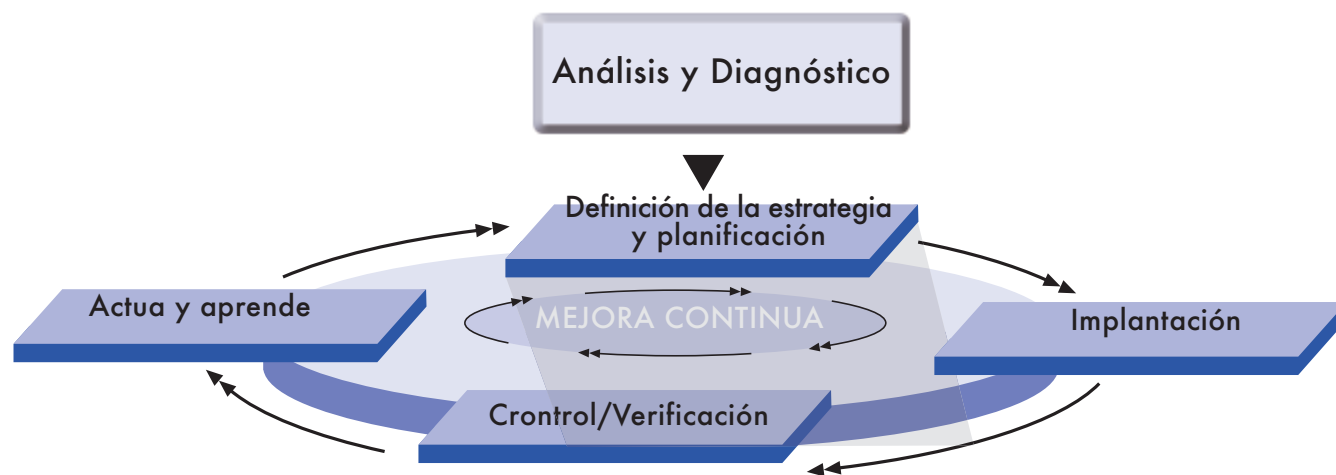 Análisis y Diagnóstico
Definición de la estrategia
y planificación
Actua y aprende
MEJORA CONTINUA
Implantación
Crontrol/Verificación